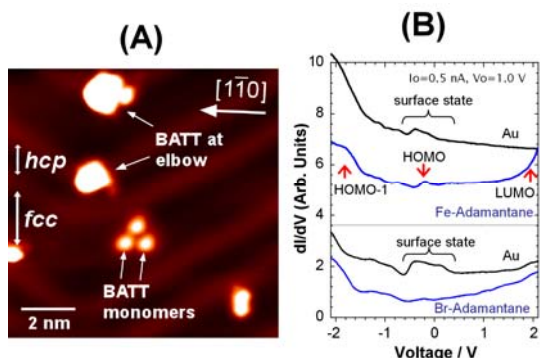 (A)
[11̅0]
BATT at
elbow
hcp
fcc
BATT
monomers
2 nm
(B)
Io=0.5 nA, Vo=1.0 V
surface state
Au
HOMO
HOMO-1
LUMO
Fe-Adamantane
surface state
Au
Br-Adamantane
10
8
6
4
2
0
dI/dV (Arb. Units)
-2
-1
0
1
2
Voltage / V